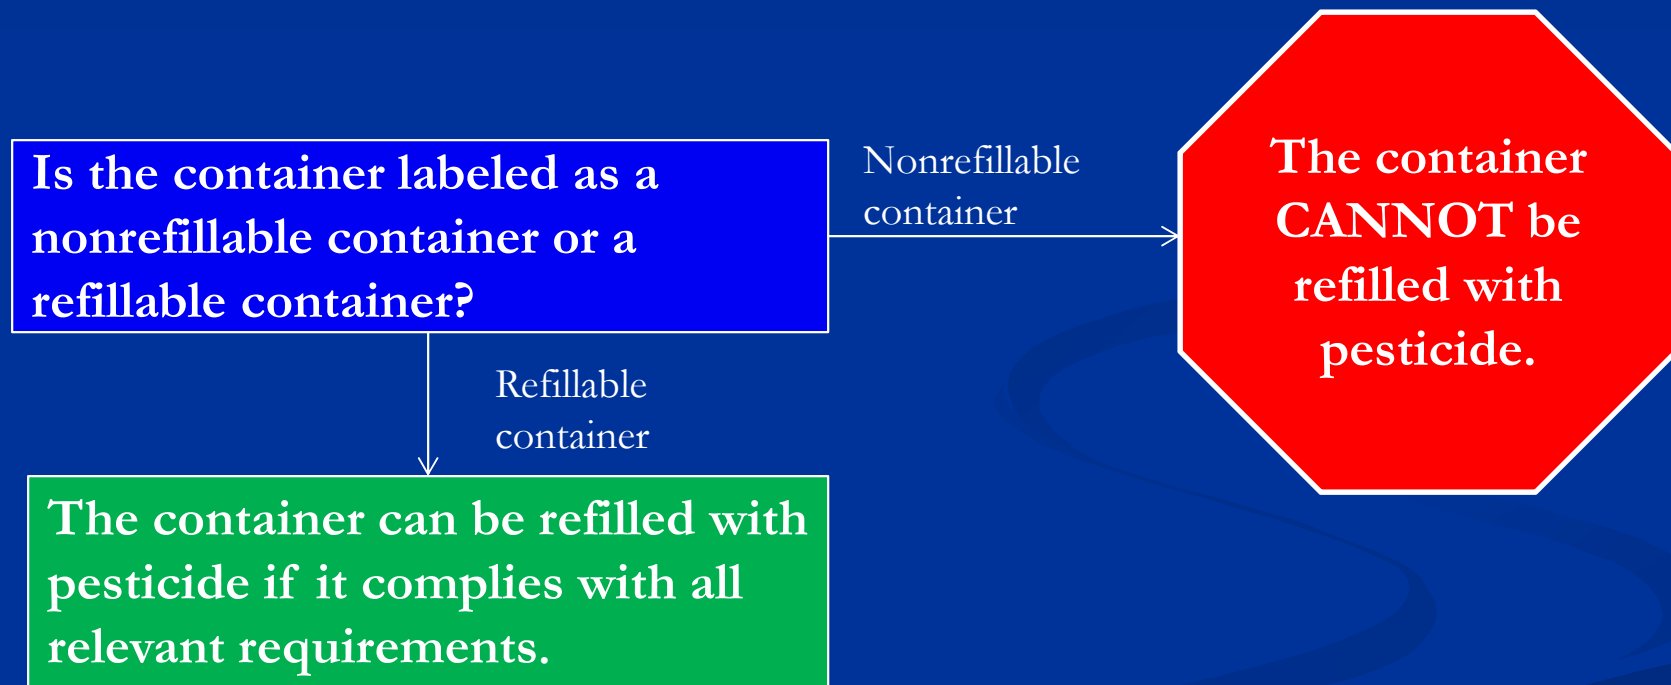 Is the container labeled as a
nonrefillable container or a
refillable container?
Nonrefillable
container
The container
CANNOT be
refilled with
pesticide.
Refillable
container
The container can be refilled with
pesticide if it complies with all
relevant requirements.